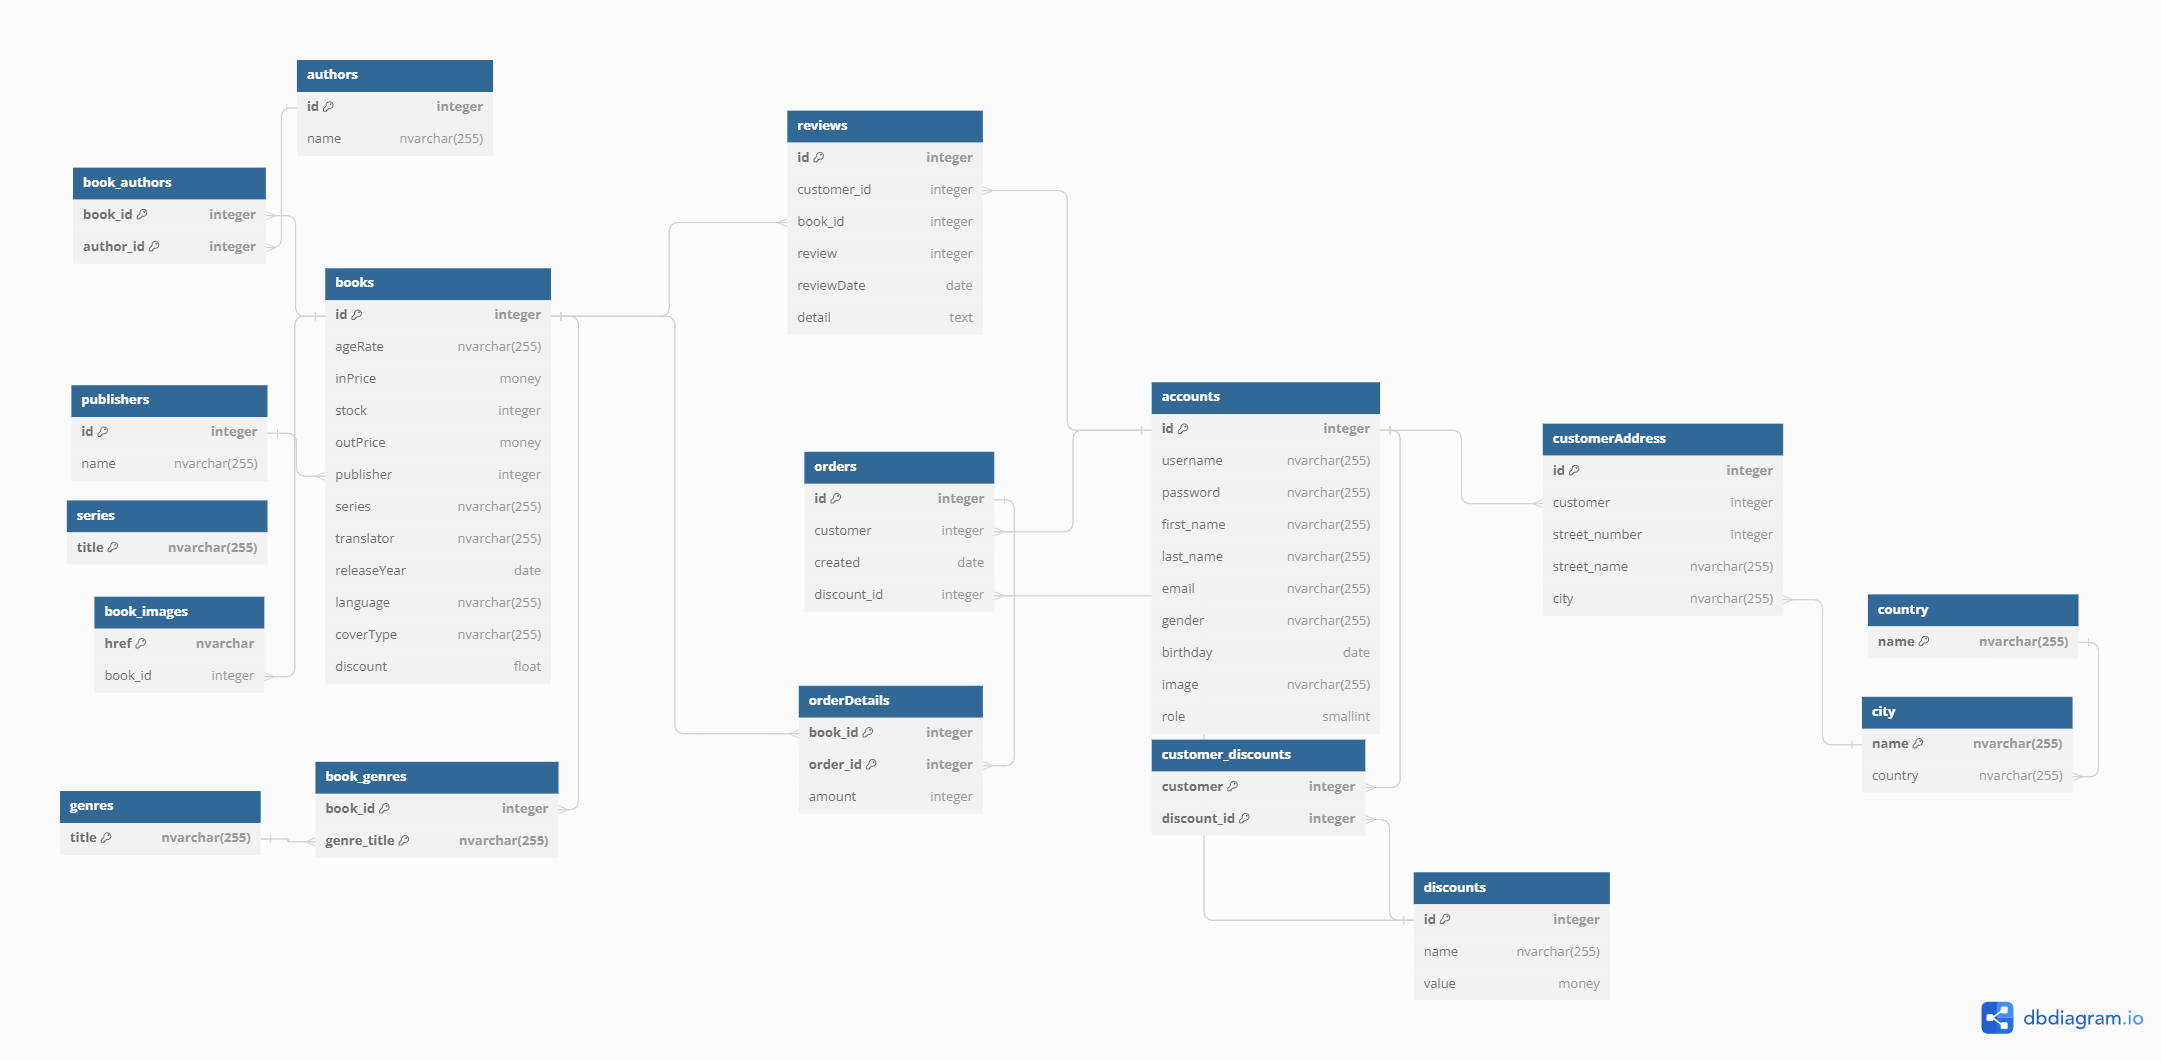 authors
id integer
name nvarchar(255)
book_authors
book_id integer
author_id integer
books
id integer
ageRate nvarchar(255)
inPrice money
stock integer
outPrice money
publisher integer
series nvarchar(255)
translator nvarchar(255)
releaseYear date
language nvarchar(255)
coverType nvarchar(255)
discount float
publishers
id integer
name nvarchar(255)
series
title nvarchar(255)
book_images
href nvarchar
book_id integer
genres
title nvarchar(255)
book_genres
book_id integer
genre_title nvarchar(255)
reviews
id integer
customer_id integer
book_id integer
review integer
reviewDate date
detail text
orders
id integer
customer integer
created date
discount_id integer
orderDetails
book_id integer
order_id integer
amount integer
accounts
id integer
username nvarchar(255)
password nvarchar(255)
first_name nvarchar(255)
last_name nvarchar(255)
email nvarchar(255)
gender nvarchar(255)
birthday date
image nvarchar(255)
role smallint
customer_discounts
customer integer
discount_id integer
discounts
id integer
name nvarchar(255)
value money
customerAddress
id integer
customer integer
street_number integer
street_name nvarchar(255)
city nvarchar(255)
country
name nvarchar(255)
city
name nvarchar(255)
country nvarchar(255)
dbdiagram.io